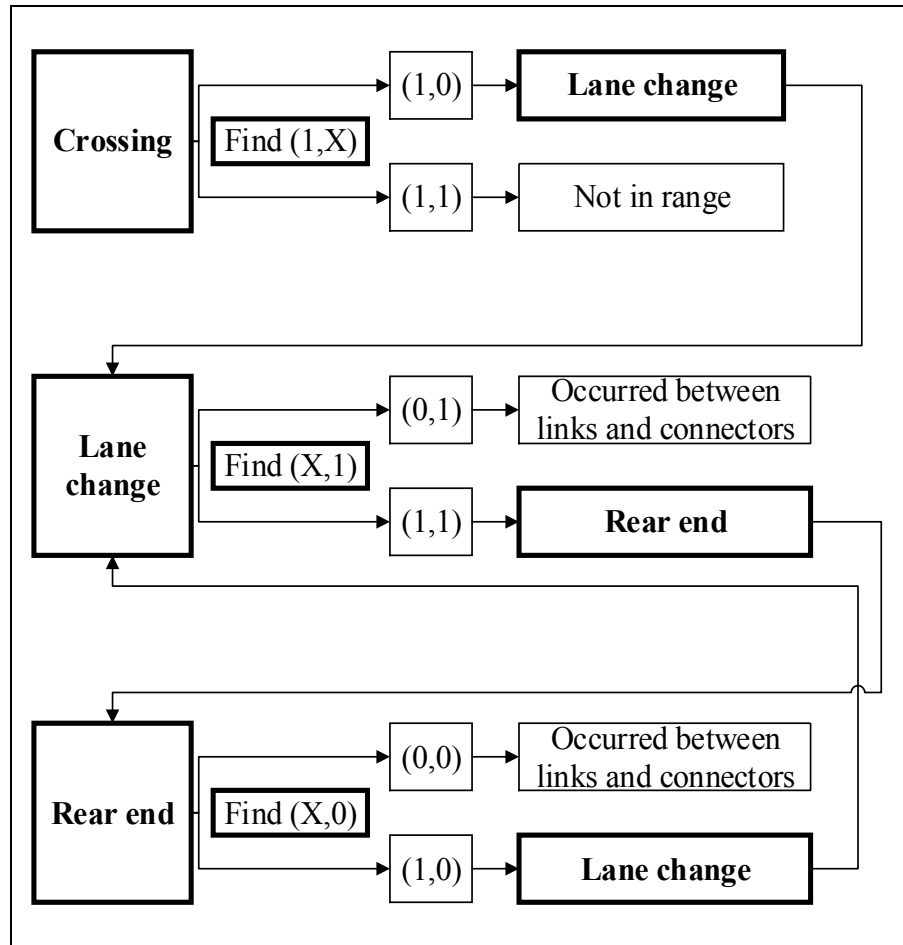 (1,0)
Lane change
Crossing
Find (1,X)
(1,1)
Not in range
Lane
change
(0,1)
Occurred between
links and connectors
Find (X,1)
(1,1)
Rear end
Rear end
(0,0)
Occurred between
links and connectors
Find (X,0)
(1,0)
Lane change